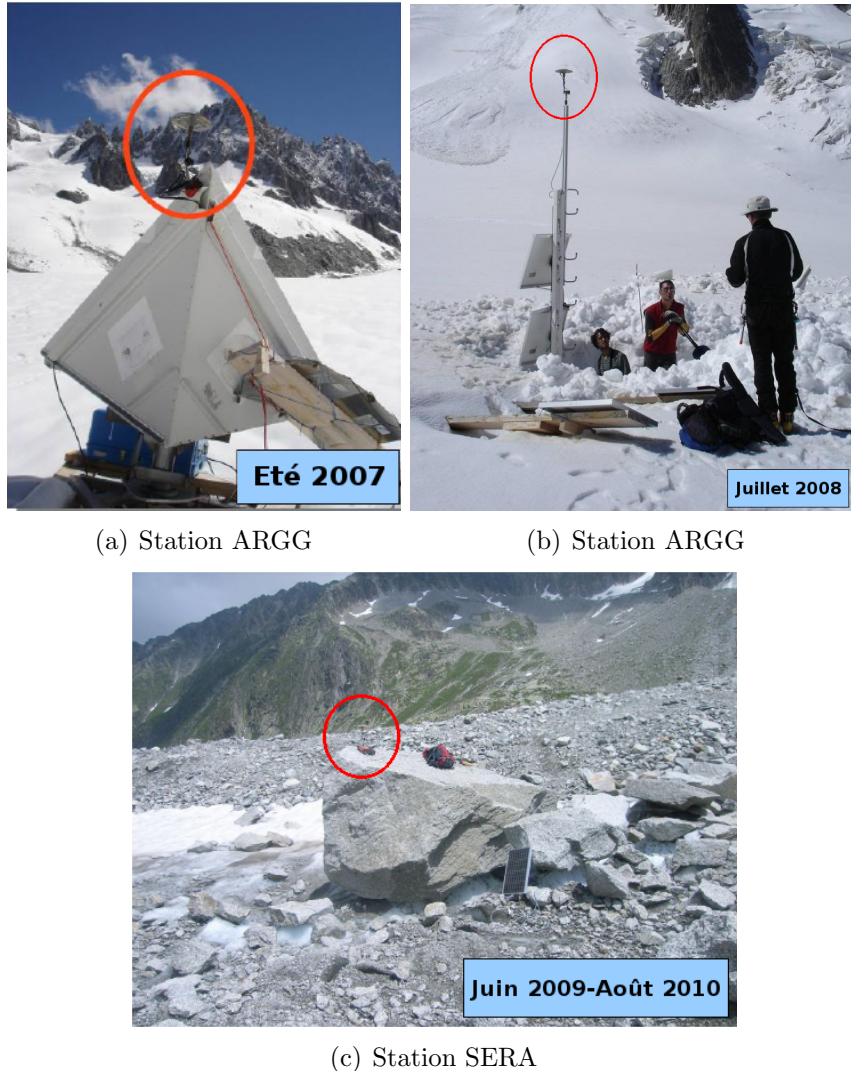 Eté 2007
Juillet 2008
(a) Station ARGG
(b) Station ARGG
Juin 2009-Août 2010
(c) Station SERA